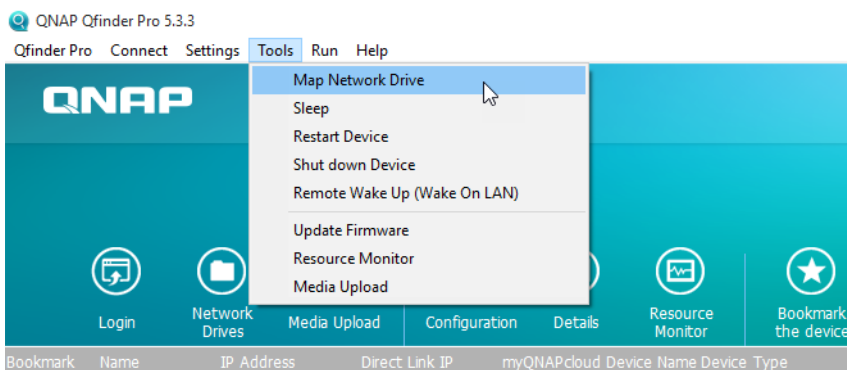 QNAP Qfinder Pro 5.3.3
Qfinder Pro Connect Settings Tools Run Help
QNAP
Map Network Drive
Sleep
Restart Device
Shut down Device
Remote Wake Up (Wake On LAN)
Update Firmware
Resource Monitor
Media Upload
Login
Network
Drives
Media Upload
Configuration
Details
Resource
Monitor
Bookmark
the device
Bookmark Name IP Address Direct Link IP myQNAPcloud Device Name Device Type